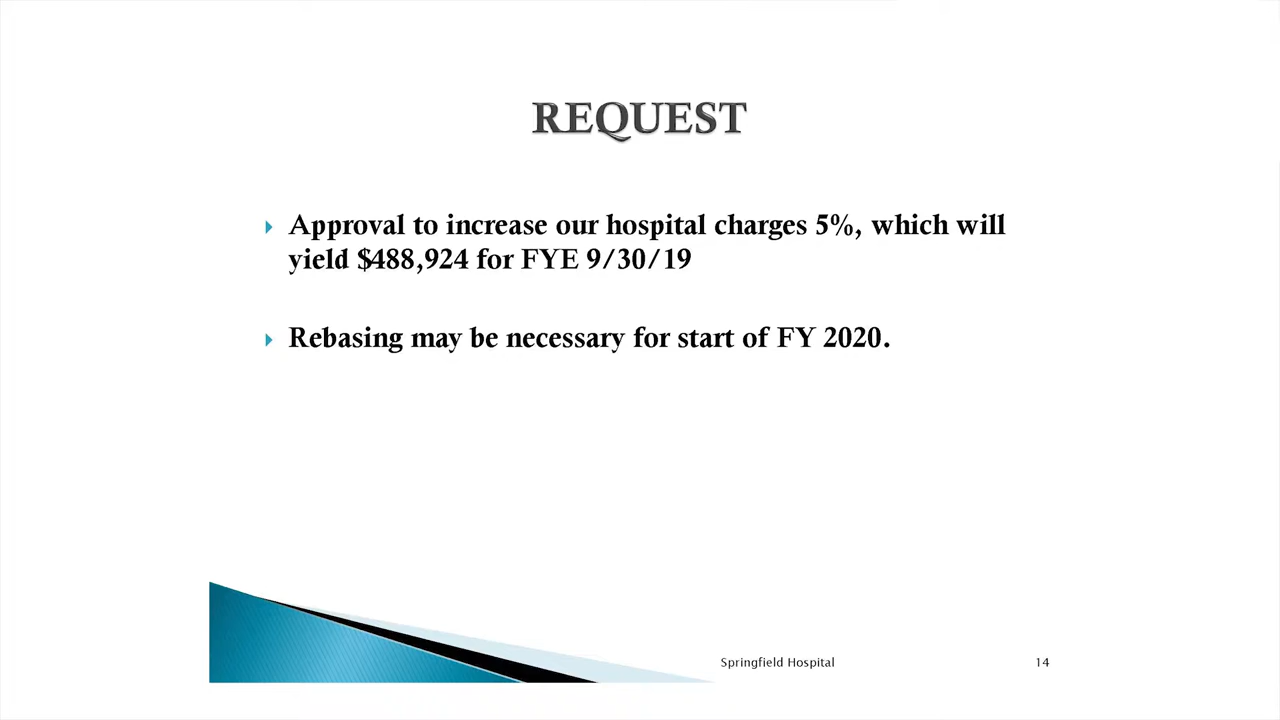 REQUEST
Approval to increase our hospital charges 5%, which will
yield $488,924 for FYE 9/30/19
Rebasing may be necessary for start of FY 2020.
Springfield Hospital
14